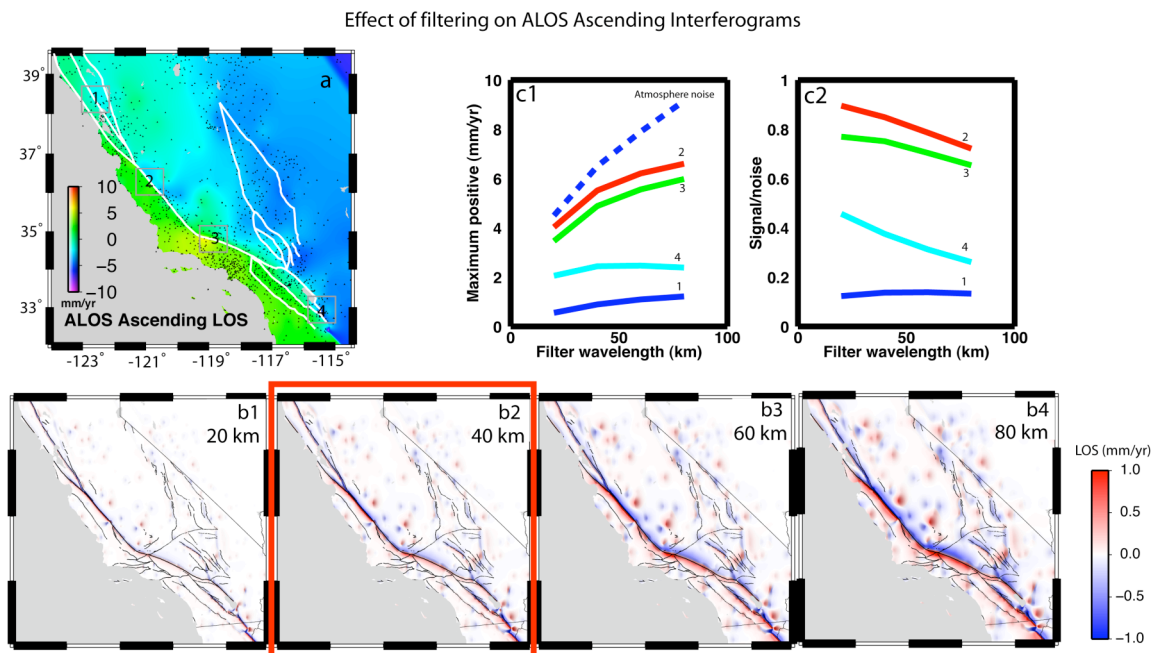 Effect of filtering on ALOS Ascending Interferograms
a
39°
37°
35°
33°
1
2
3
4
10
5
0
−5
−10
mm/yr
ALOS Ascending LOS
-123°
-121°
-119°
-117°
-115°
c1
Maximum positive (mm/yr)
10
8
6
4
2
0
Atmosphere noise
2
3
4
1
0
50
100
Filter wavelength (km)
c2
Signal/noise
1
0.8
0.6
0.4
0.2
0
2
3
4
1
0
50
100
Filter wavelength (km)
b1
20 km
b2
40 km
b3
60 km
b4
80 km
LOS (mm/yr)
1.0
0.5
0.0
−0.5
−1.0